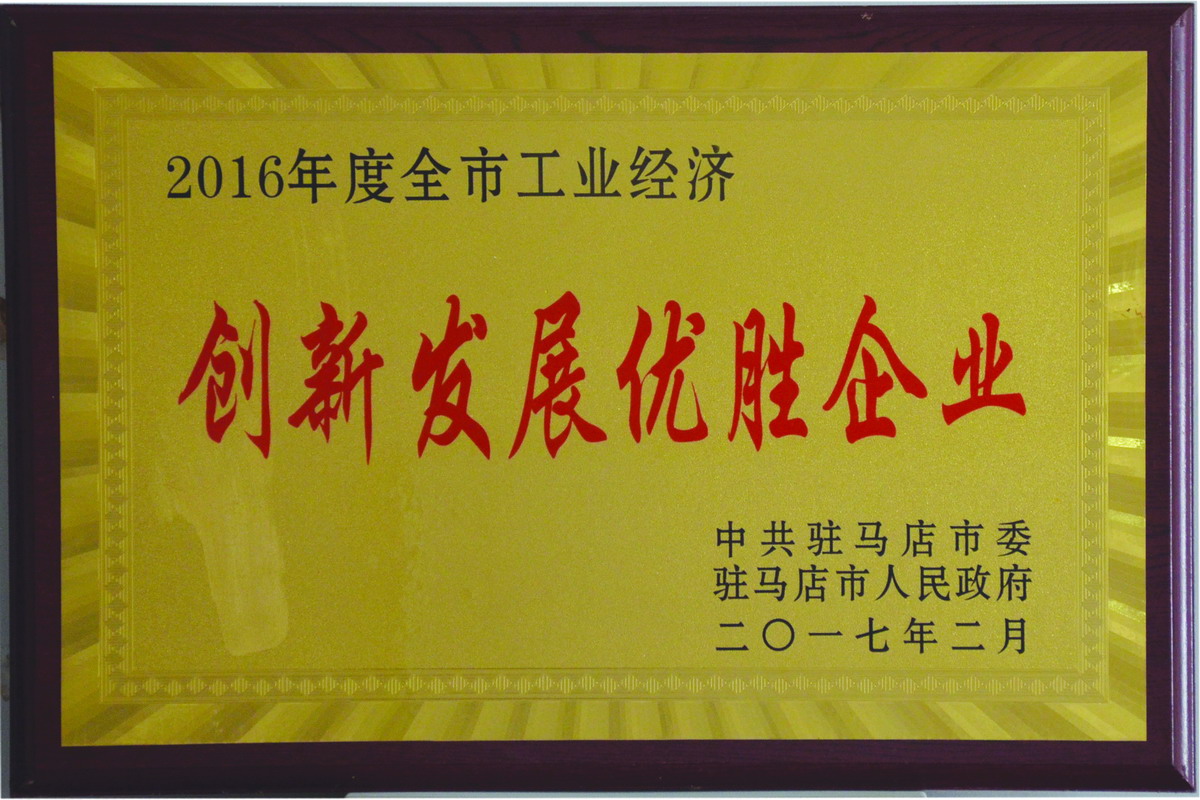 2016年度全市工业经济
创新发展优胜企业
中共驻马店市委
驻马店市人民政府
二〇一七年二月